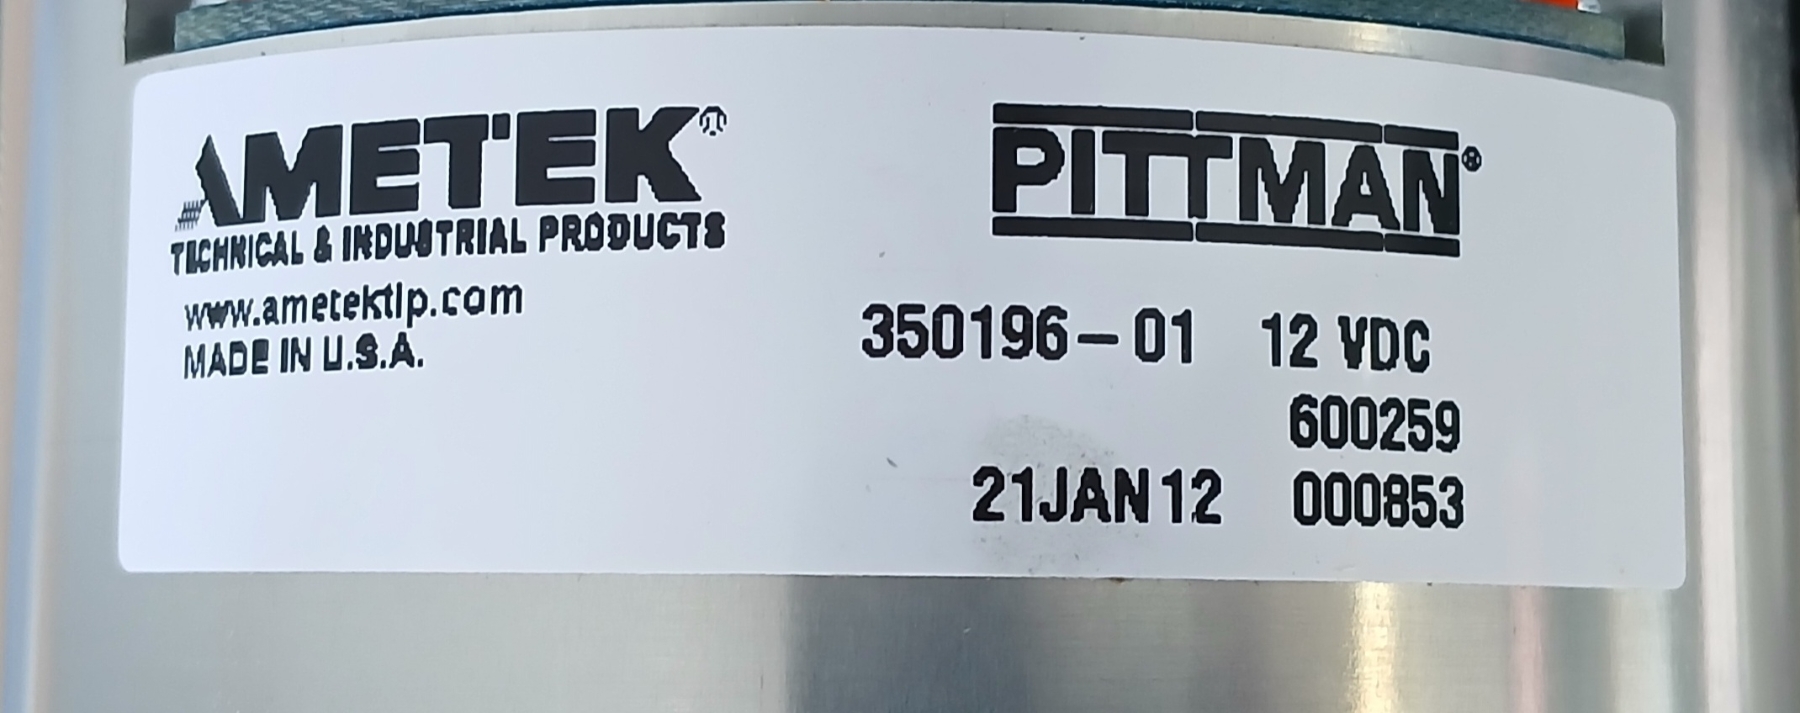 AMETEK®
TECHNICAL & INDUSTRIAL PRODUCTS
www.ametektip.com
MADE IN U.S.A.
PITTMAN®
350196-01 12 VDC
600259
21JAN12 000853